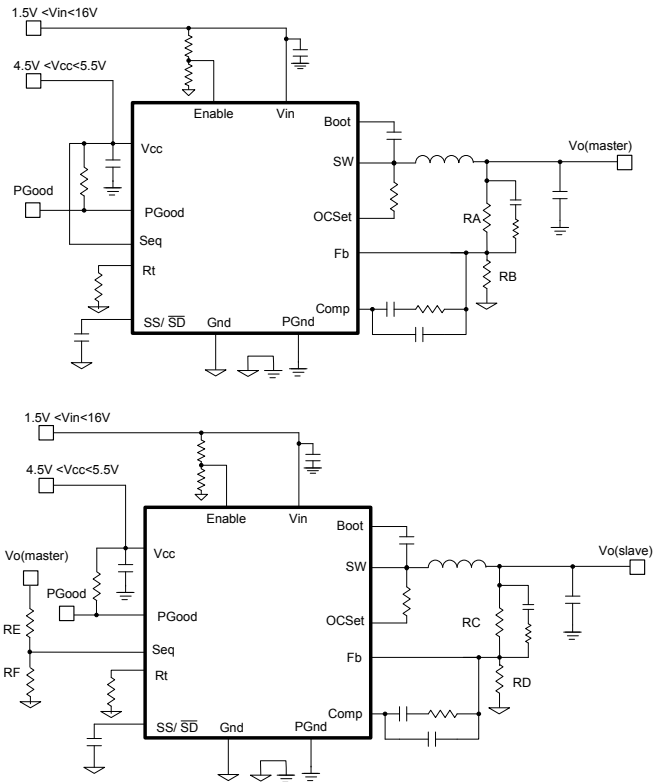 1.5V <Vin<16V
4.5V <Vcc<5.5V
Enable
Vin
Boot
Vcc
SW
Vo(master)
PGood
PGood
OCSet
RA
Seq
Fb
Rt
RB
Comp
SS/ SD
Gnd
PGnd
1.5V <Vin<16V
4.5V <Vcc<5.5V
Enable
Vin
Boot
Vo(master)
Vcc
SW
Vo(slave)
PGood
PGood
OCSet
RC
RE
Seq
Fb
RF
Rt
RD
Comp
SS/ SD
Gnd
PGnd